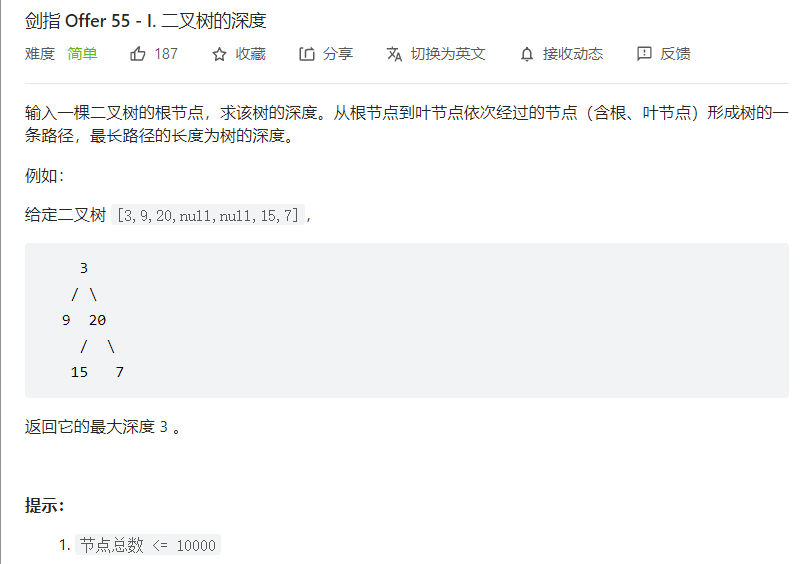 剑指 Offer 55 - I. 二叉树的深度
难度 简单 187 收藏 分享 切换为英文 接收动态 反馈
输入一棵二叉树的根节点，求该树的深度。从根节点到叶节点依次经过的节点（含根、叶节点）形成树的一
条路径，最长路径的长度为树的深度。
例如：
给定二叉树 [3,9,20,null,null,15,7]，
3
/ \
9 20
/ \
15 7
返回它的最大深度 3 。
提示：
1. 节点总数 <= 10000